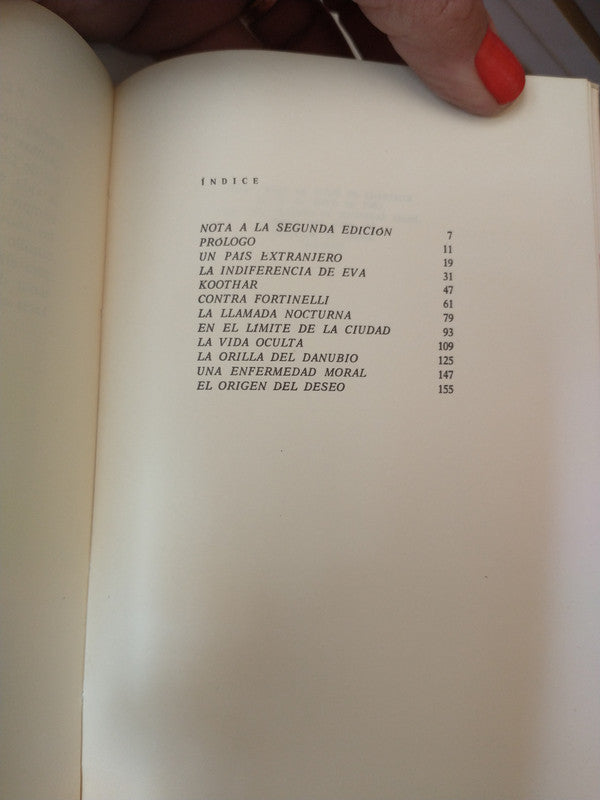 ÍNDICE
NOTA A LA SEGUNDA EDICIÓN 7
PRÓLOGO 11
UN PAÍS EXTRANJERO 19
LA INDIFERENCIA DE EVA 31
KOOTHAR 47
CONTRA FORTINELLI 61
LA LLAMADA NOCTURNA 79
EN EL LÍMITE DE LA CIUDAD 93
LA VIDA OCULTA 109
LA ORILLA DEL DANUBIO 125
UNA ENFERMEDAD MORAL 147
EL ORIGEN DEL DESEO 155